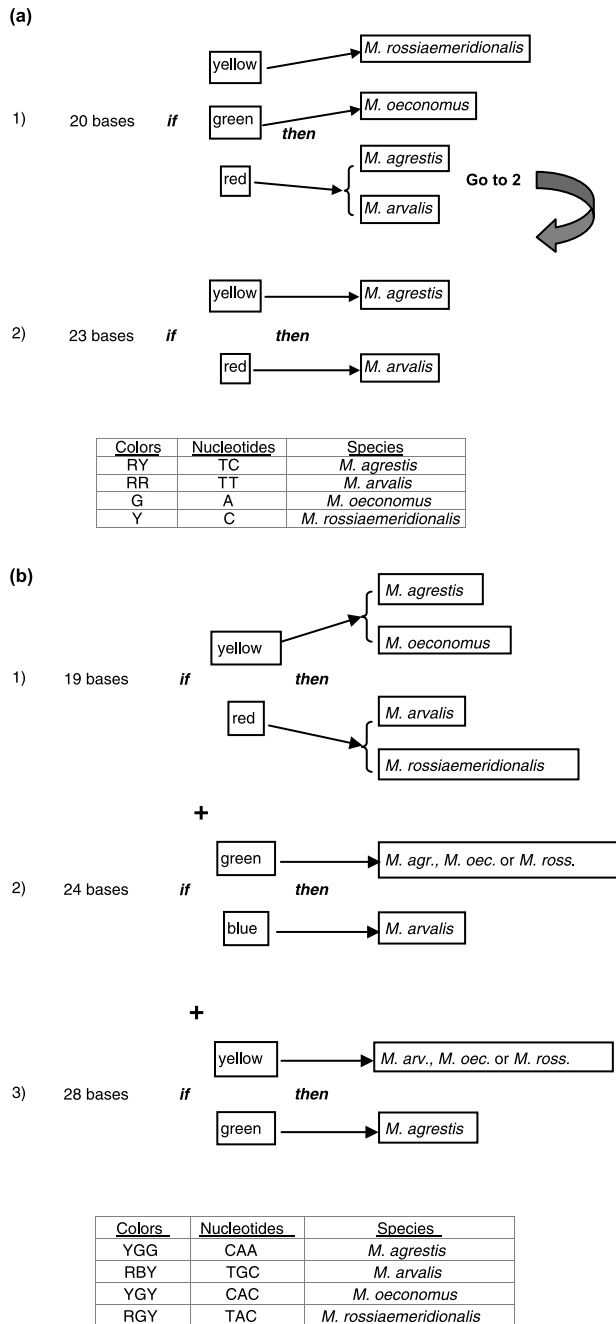 (a)
yellow M. rossiaemeridionalis
1) 20 bases if green then M. oeconomus
red M. agrestis Go to 2
M. arvalis
yellow M. agrestis
2) 23 bases if then
red M. arvalis
Colors Nucleotides Species
RY TC M. agrestis
RR TT M. arvalis
G A M. oeconomus
Y C M. rossiaemeridionalis
(b)
M. agrestis
yellow M. oeconomus
1) 19 bases if then
red M. arvalis
M. rossiaemeridionalis
+
green M. agr., M. oec. or M. ross.
2) 24 bases if then
blue M. arvalis
+
yellow M. arv., M. oec. or M. ross.
3) 28 bases if then
green M. agrestis
Colors Nucleotides Species
YGG CAA M. agrestis
RBY TGC M. arvalis
YGY CAC M. oeconomus
RGY TAC M. rossiaemeridionalis